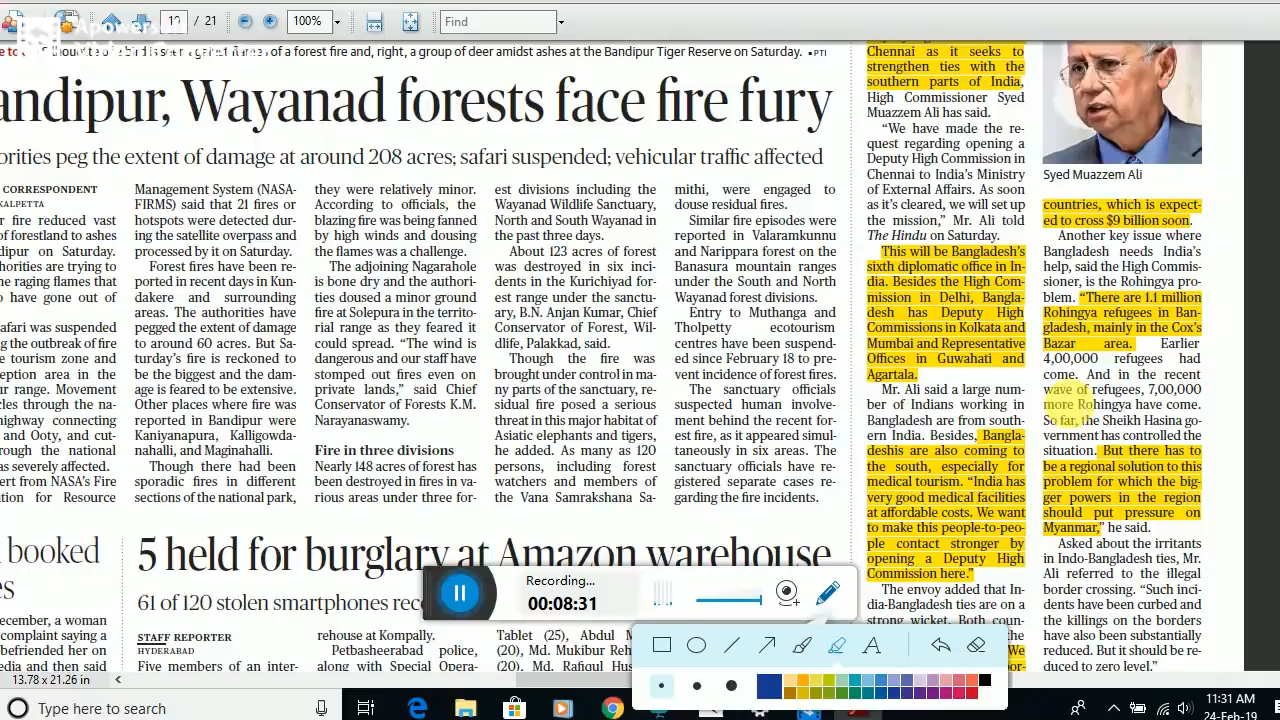 10 / 21
100%
Find
Silhouette of a bird is seen against flames of a forest fire and, right, a group of deer amidst ashes at the Bandipur Tiger Reserve on Saturday. •PTI
andipur, Wayanad forests face fire fury
orities peg the extent of damage at around 208 acres; safari suspended; vehicular traffic affected
CORRESPONDENT
KALPETTA
r fire reduced vast
of forestland to ashes
dipur on Saturday.
horities are trying to
he raging flames that
o have gone out of
afari was suspended
g the outbreak of fire
e tourism zone and
eption area in the
ur range. Movement
cles through the na-
highway connecting
and Ooty, and cut-
hrough the national
as severely affected.
ert from NASA's Fire
tion for Resource
Management System (NASA-
FIRMS) said that 21 fires or
hotspots were detected dur-
ing the satellite overpass and
processed by it on Saturday.
Forest fires have been re-
ported in recent days in Kun-
dakere and surrounding
areas. The authorities have
pegged the extent of damage
to around 60 acres. But Sa-
turday's fire is reckoned to
be the biggest and the dam-
age is feared to be extensive.
Other places where fire was
reported in Bandipur were
Kaniyanapura, Kalligowda-
nahalli, and Maginahalli.
Though there had been
sporadic fires in different
sections of the national park,
they were relatively minor.
According to officials, the
blazing fire was being fanned
by high winds and dousing
the flames was a challenge.
The adjoining Nagarahole
is bone dry and the authori-
ties doused a minor ground
fire at Solepura in the territo-
rial range as they feared it
could spread. "The wind is
dangerous and our staff have
stomped out fires even on
private lands," said Chief
Conservator of Forests K.M.
Narayanaswamy.
Fire in three divisions
Nearly 148 acres of forest has
been destroyed in fires in va-
rious areas under three for-
est divisions including the
Wayanad Wildlife Sanctuary,
North and South Wayanad in
the past three days.
About 123 acres of forest
was destroyed in six inci-
dents in the Kurichiyad for-
est range under the sanctu-
ary, B.N. Anjan Kumar, Chief
Conservator of Forest, Wil-
dlife, Palakkad, said.
Though the fire was
brought under control in ma-
ny parts of the sanctuary, re-
sidual fire posed a serious
threat in this major habitat of
Asiatic elephants and tigers,
he added. As many as 120
persons, including forest
watchers and members of
the Vana Samrakshana Sa-
mithi, were engaged to
douse residual fires.
Similar fire episodes were
reported in Valaramkunnu
and Narippara forest on the
Banasura mountain ranges
under the South and North
Wayanad forest divisions.
Entry to Muthanga and
Tholpetty ecotourism
centres have been suspend-
ed since February 18 to pre-
vent incidence of forest fires.
The sanctuary officials
suspected human involve-
ment behind the recent for-
est fire, as it appeared simul-
taneously in six areas. The
sanctuary officials have re-
gistered separate cases re-
garding the fire incidents.
Chennai as it seeks to
strengthen ties with the
southern parts of India,
High Commissioner Syed
Muazzem Ali has said.
"We have made the re-
quest regarding opening a
Deputy High Commission in
Chennai to India's Ministry
of External Affairs. As soon
as it's cleared, we will set up
the mission," Mr. Ali told
The Hindu on Saturday.
This will be Bangladesh's
sixth diplomatic office in In-
dia. Besides the High Com-
mission in Delhi, Bangla-
desh has Deputy High
Commissions in Kolkata and
Mumbai and Representative
Offices in Guwahati and
Agartala.
Mr. Ali said a large num-
ber of Indians working in
Bangladesh are from south-
ern India. Besides, Bangla-
deshis are also coming to
the south, especially for
medical tourism. "India has
very good medical facilities
at affordable costs. We want
to make this people-to-peo-
ple contact stronger by
opening a Deputy High
Commission here."
The envoy added that In-
dia-Bangladesh ties are on a
strong wicket. Both coun-
the
We
por-
Syed Muazzem Ali
countries, which is expect-
ed to cross $9 billion soon.
Another key issue where
Bangladesh needs India's
help, said the High Commis-
sioner, is the Rohingya pro-
blem. "There are 1.1 million
Rohingya refugees in Ban-
gladesh, mainly in the Cox's
Bazar area. Earlier
4,00,000 refugees had
come. And in the recent
wave of refugees, 7,00,000
more Rohingya have come.
So far, the Sheikh Hasina go-
vernment has controlled the
situation. But there has to
be a regional solution to this
problem for which the big-
ger powers in the region
should put pressure on
Myanmar," he said.
Asked about the irritants
in Indo-Bangladesh ties, Mr.
Ali referred to the illegal
border crossing. "Such inci-
dents have been curbed and
the killings on the borders
have also been substantially
reduced. But it should be re-
duced to zero level."
booked
es
ecember, a woman
complaint saying a
befriended her on
edia and then said
5 held for burglary at Amazon warehouse
61 of 120 stolen smartphones rec
STAFF REPORTER
HYDERABAD
Five members of an inter-
rehouse at Kompally.
Petbasheerabad police,
along with Special Opera-
Tablet (25), Abdul M
(20), Md. Mukibur Reh
(20), Md. Rafiqul Hus
Recording...
00:08:31
A
13.78 x 21.26 in
Type here to search
11:31 AM
24-Feb-19